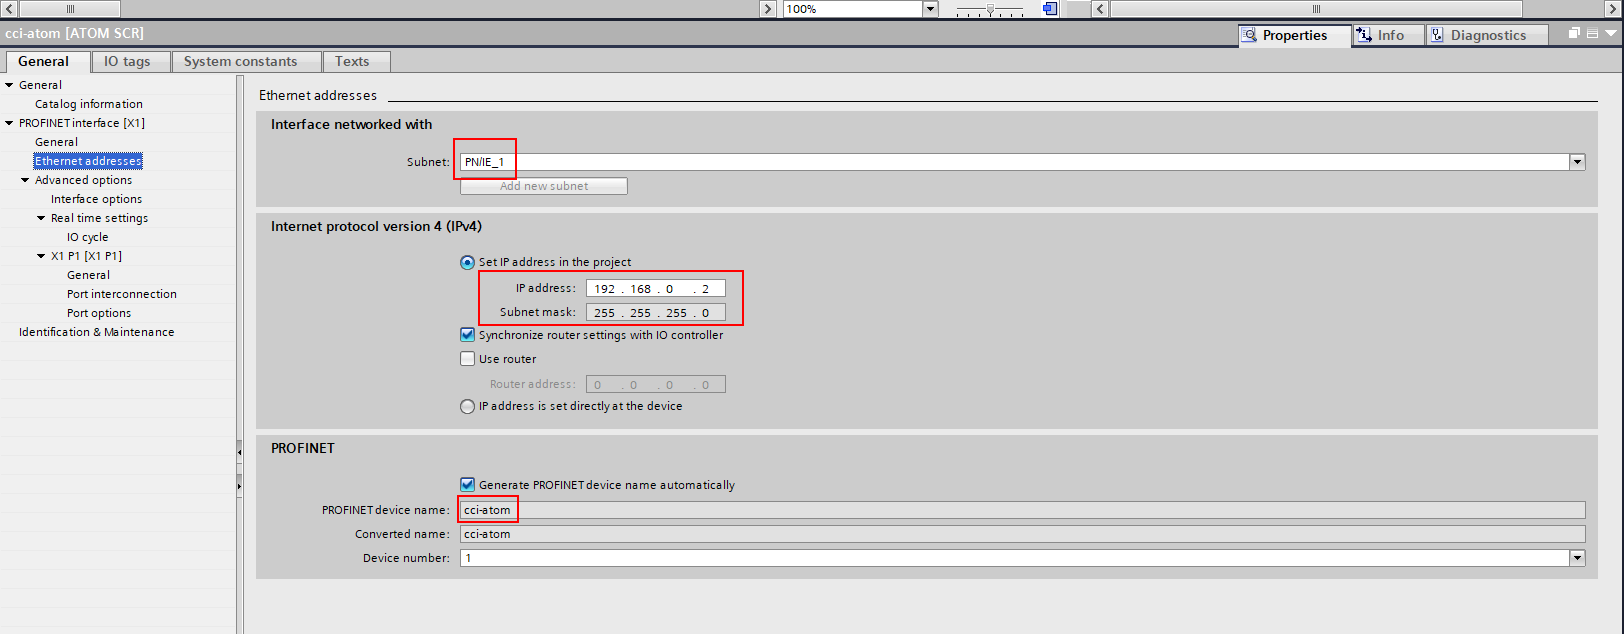 100%
cci-atom [ATOM SCR]
Properties
Info
Diagnostics
General
IO tags
System constants
Texts
General
Catalog information
PROFINET interface [X1]
General
Ethernet addresses
Advanced options
Interface options
Real time settings
IO cycle
X1 P1 [X1 P1]
General
Port interconnection
Port options
Identification & Maintenance
Ethernet addresses
Interface networked with
Subnet: PN/IE_1
Add new subnet
Internet protocol version 4 (IPv4)
Set IP address in the project
IP address: 192 . 168 . 0 . 2
Subnet mask: 255 . 255 . 255 . 0
Synchronize router settings with IO controller
Use router
Router address: 0 . 0 . 0 . 0
IP address is set directly at the device
PROFINET
Generate PROFINET device name automatically
PROFINET device name: cci-atom
Converted name: cci-atom
Device number: 1